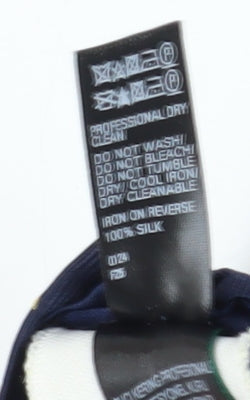 PROFESSIONAL DRY
CLEAN/
DO NOT WASH/
DO NOT BLEACH/
DO NOT TUMBLE
DRY/ COOL IRON/
DRY CLEANABLE
IRON ON REVERSE
100% SILK